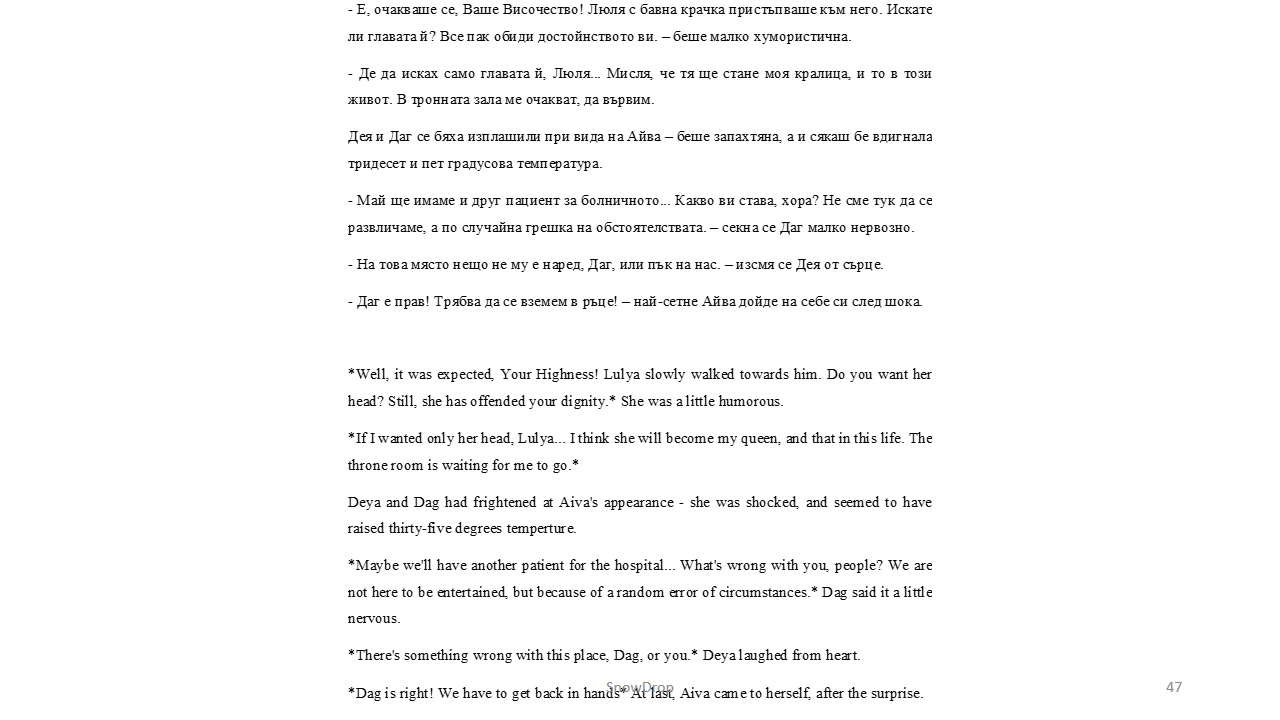 - Е, очакваше се, Ваше Височество! Люля с бавна крачка пристъпваше към него. Искате
ли главата й? Все пак обиди достойнството ви. – беше малко хумористична.
- Де да исках само главата й, Люля... Мисля, че тя ще стане моя кралица, и то в този
живот. В тронната зала ме очакват, да вървим.
Дея и Даг се бяха изплашили при вида на Айва – беше запахтяна, а и сякаш бе вдигнала
тридесет и пет градусова температура.
- Май ще имаме и друг пациент за болничното... Какво ви става, хора? Не сме тук да се
развличаме, а по случайна грешка на обстоятелствата. – секна се Даг малко нервозно.
- На това място нещо не му е наред, Даг, или пък на нас. – изсмя се Дея от сърце.
- Даг е прав! Трябва да се вземем в ръце! – най-сетне Айва дойде на себе си след шока.
*Well, it was expected, Your Highness! Lulya slowly walked towards him. Do you want her
head? Still, she has offended your dignity.* She was a little humorous.
*If I wanted only her head, Lulya... I think she will become my queen, and that in this life. The
throne room is waiting for me to go.*
Deya and Dag had frightened at Aiva's appearance - she was shocked, and seemed to have
raised thirty-five degrees temperture.
*Maybe we'll have another patient for the hospital... What's wrong with you, people? We are
not here to be entertained, but because of a random error of circumstances.* Dag said it a little
nervous.
*There's something wrong with this place, Dag, or you.* Deya laughed from heart.
*Dag is right! We have to get back in hands* At last, Aiva came to herself, after the surprise.
SnowDrop
47